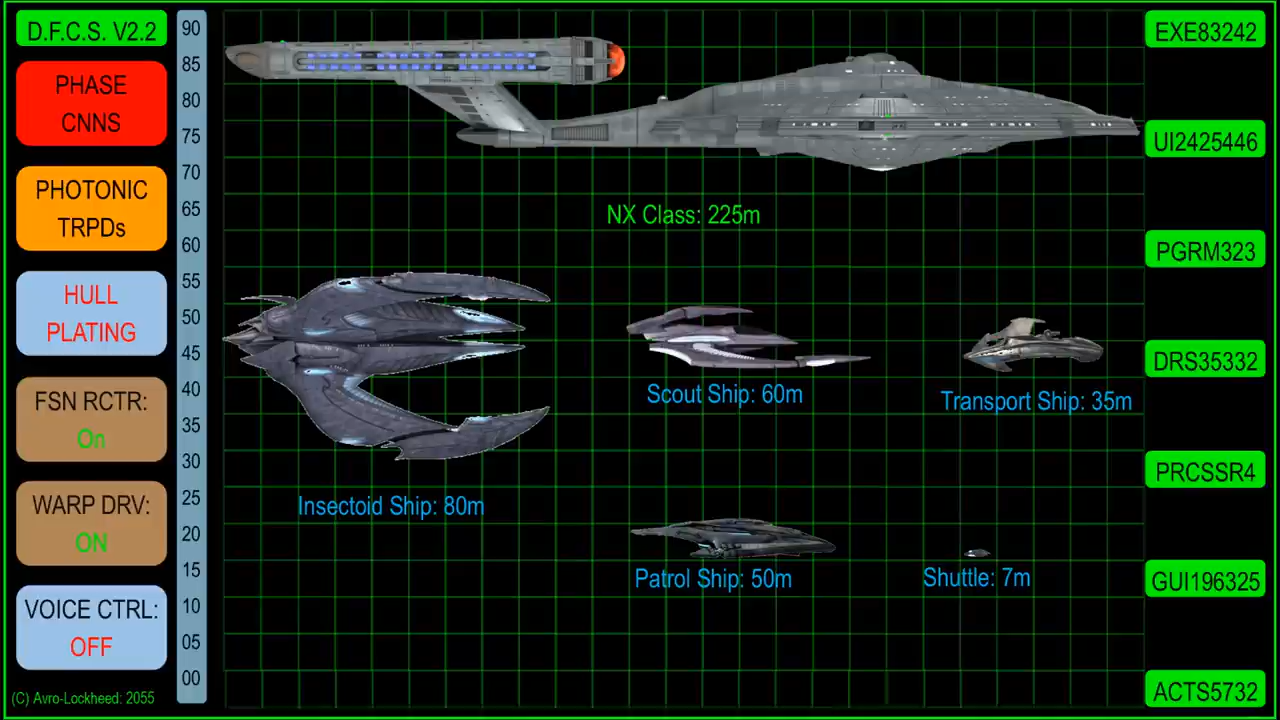 D.F.C.S. V2.2
PHASE
CNNS
PHOTONIC
TRPDs
HULL
PLATING
FSN RCTR:
On
WARP DRV:
ON
VOICE CTRL:
OFF
(C) Avro-Lockheed: 2055
90
85
80
75
70
65
60
55
50
45
40
35
30
25
20
15
10
05
00
NX Class: 225m
Insectoid Ship: 80m
Scout Ship: 60m
Transport Ship: 35m
Patrol Ship: 50m
Shuttle: 7m
EXE83242
UI2425446
PGRM323
DRS35332
PRCSSR4
GUI196325
ACTS5732